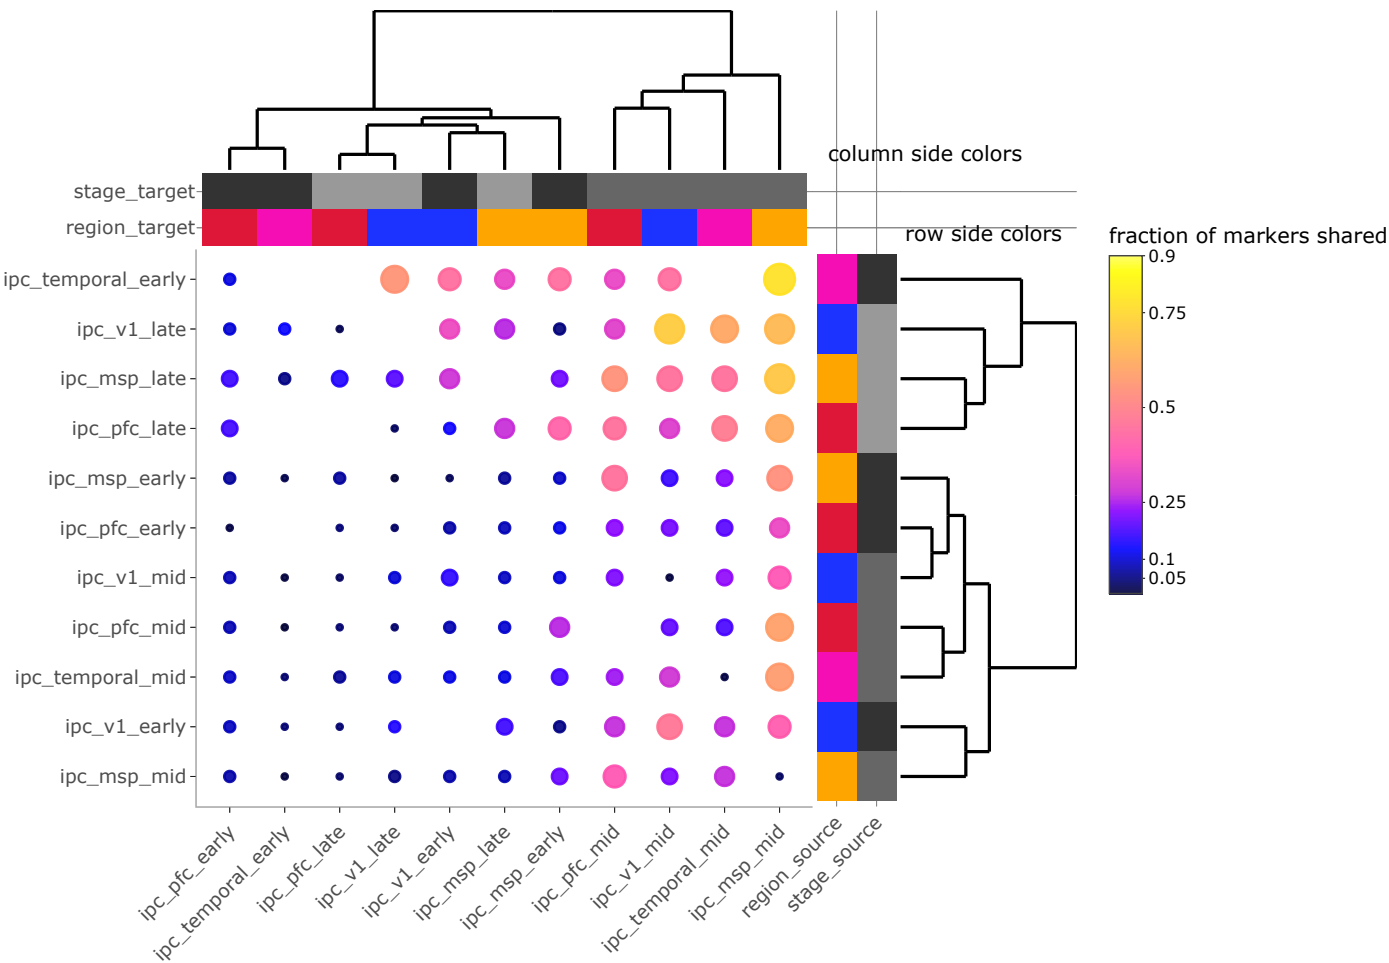 column side colors
stage_target
region_target
row side colors
fraction of markers shared
0.9
0.75
0.5
0.25
0.1
0.05
ipc_temporal_early
ipc_v1_late
ipc_msp_late
ipc_pfc_late
ipc_msp_early
ipc_pfc_early
ipc_v1_mid
ipc_pfc_mid
ipc_temporal_mid
ipc_v1_early
ipc_msp_mid
ipc_pfc_early
ipc_temporal_early
ipc_pfc_late
ipc_v1_late
ipc_v1_early
ipc_msp_late
ipc_msp_early
ipc_pfc_mid
ipc_v1_mid
ipc_temporal_mid
ipc_msp_mid
region_source
stage_source